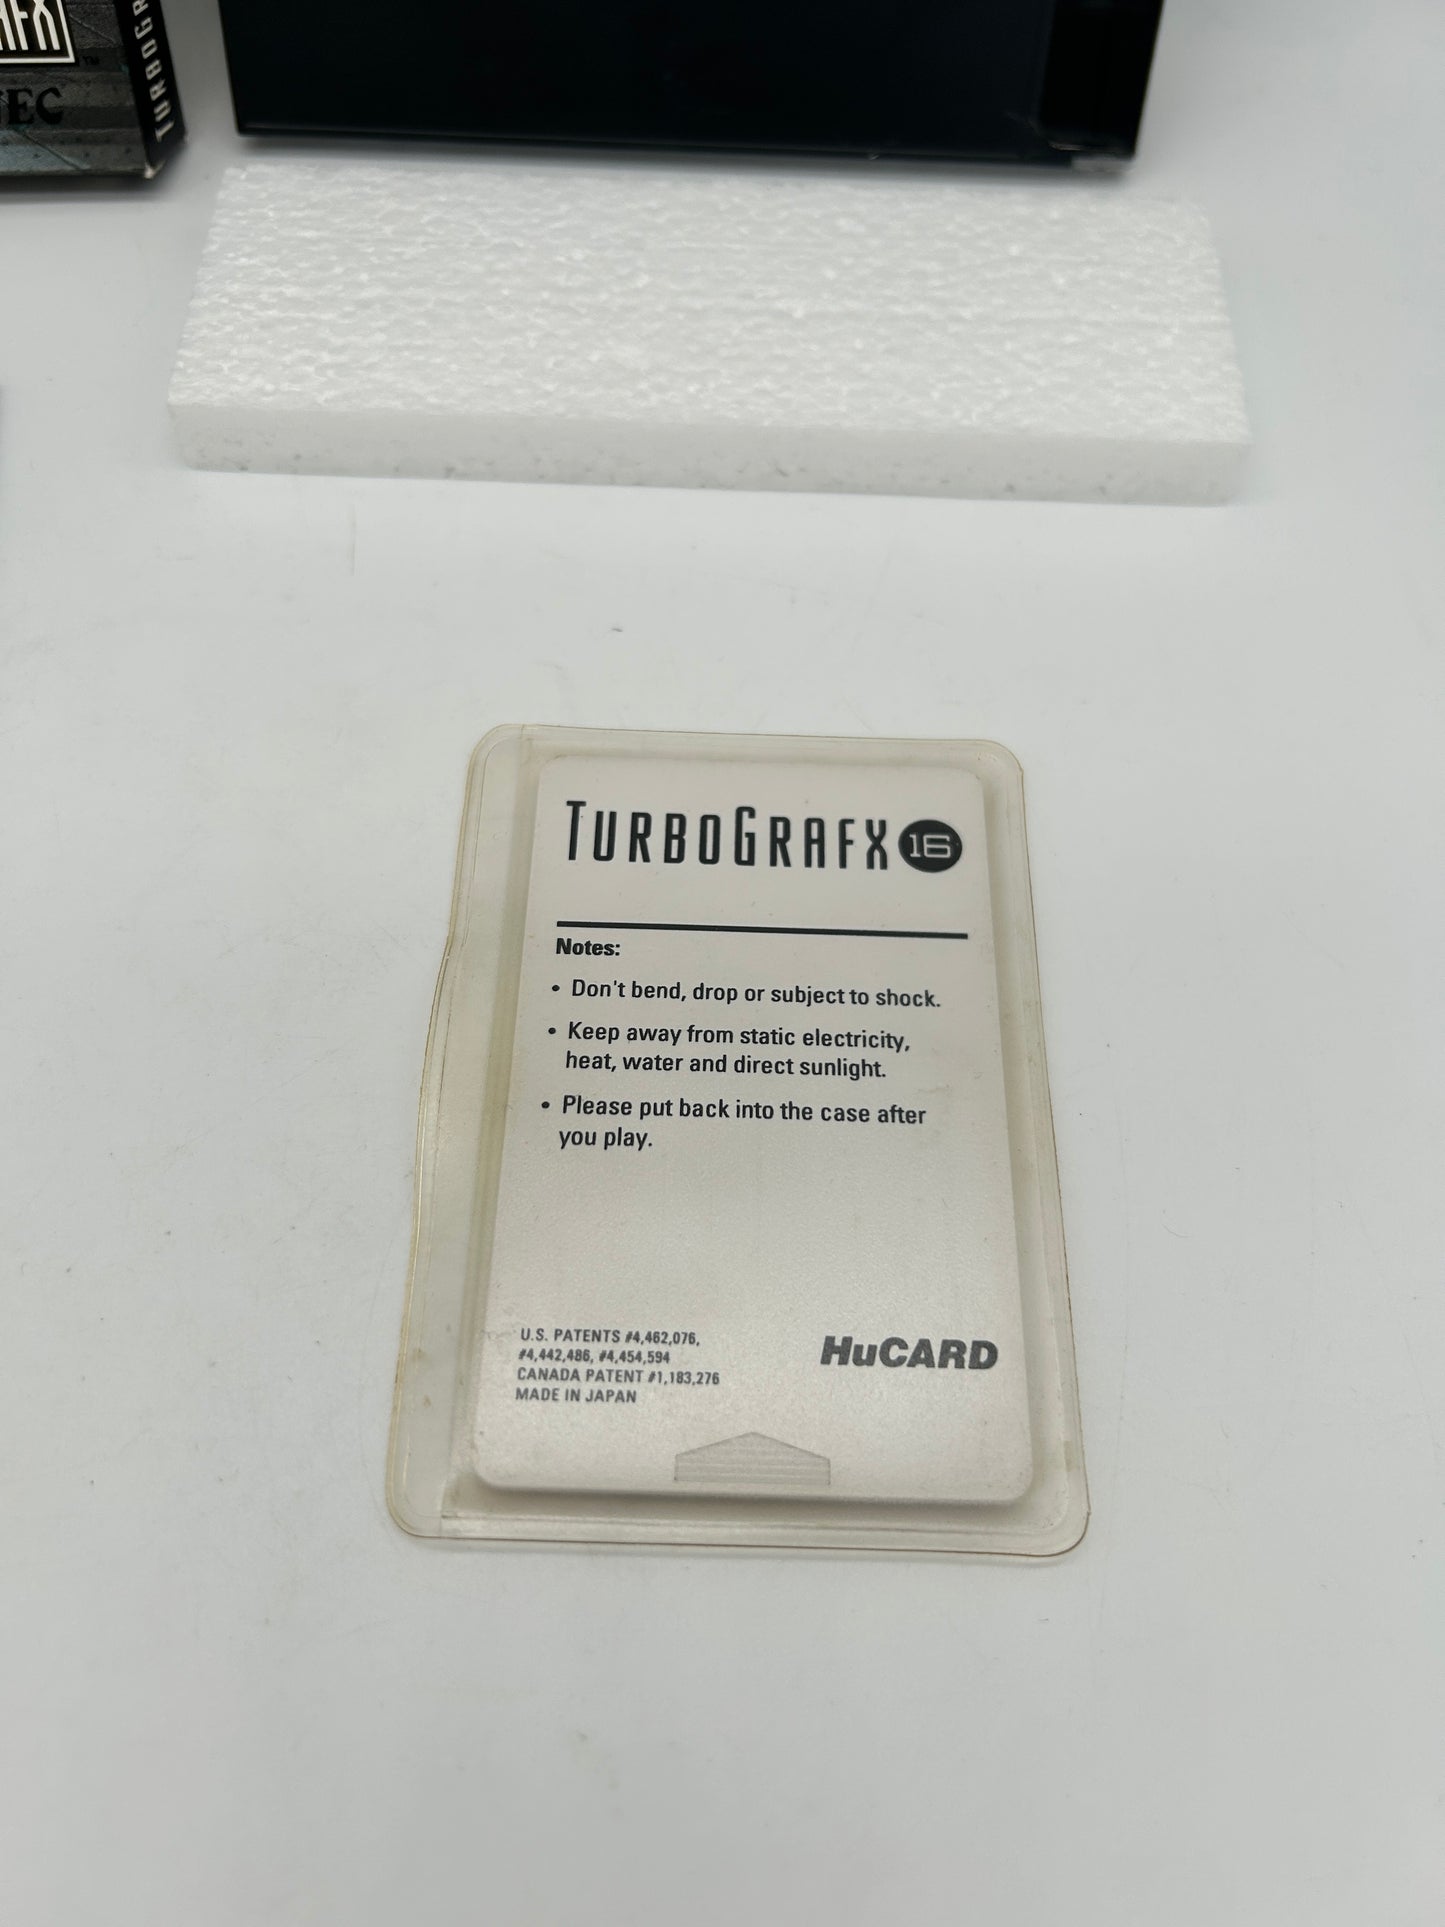 NEC
TURBOGRAFX 16
Notes:
• Don't bend, drop or subject to shock.
• Keep away from static electricity,
heat, water and direct sunlight.
• Please put back into the case after
you play.
U.S. PATENTS #4,462,076,
#4,442,486, #4,454,594
CANADA PATENT #1,183,276
MADE IN JAPAN
HuCARD